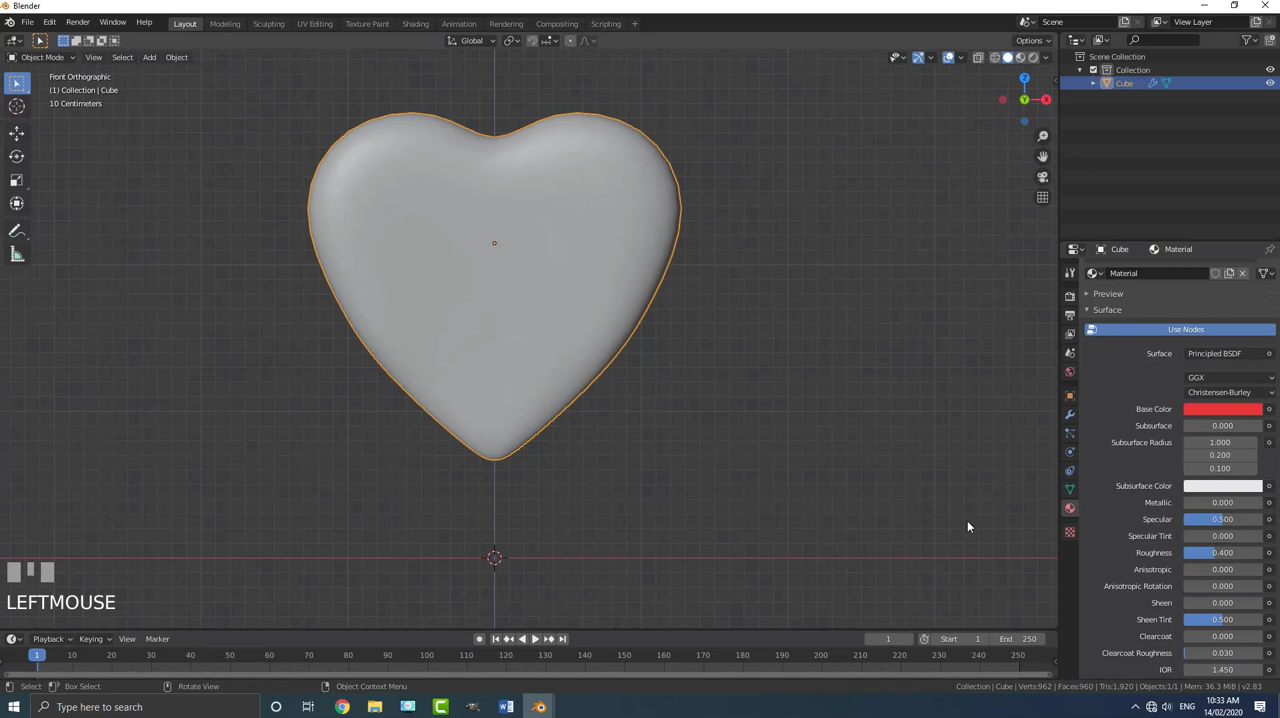 Blender
File Edit Render Window Help
Layout Modeling Sculpting UV Editing Texture Paint Shading Animation Rendering Compositing Scripting +
Scene
View Layer
Global
Options
Object Mode View Select Add Object
Front Orthographic
(1) Collection | Cube
10 Centimeters
Z
Y
X
Scene Collection
Collection
Cube
Cube
Material
Material
Preview
Surface
Use Nodes
Surface Principled BSDF
GGX
Christensen-Burley
Base Color
Subsurface 0.000
Subsurface Radius 1.000
0.200
0.100
Subsurface Color
Metallic 0.000
Specular 0.500
Specular Tint 0.000
Roughness 0.400
Anisotropic 0.000
Anisotropic Rotation 0.000
Sheen 0.000
Sheen Tint 0.500
Clearcoat 0.000
Clearcoat Roughness 0.030
IOR 1.450
LEFTMOUSE
Playback Keying View Marker
1 Start 1 End 250
1 10 20 30 40 50 60 70 80 90 100 110 120 130 140 150 160 170 180 190 200 210 220 230 240 250
Select Box Select Rotate View Object Context Menu
Collection | Cube | Verts:962 | Faces:960 | Tris:1,920 | Objects:1/1 | Mem: 36.3 MiB | v2.83
Type here to search
ENG
10:33 AM
14/02/2020